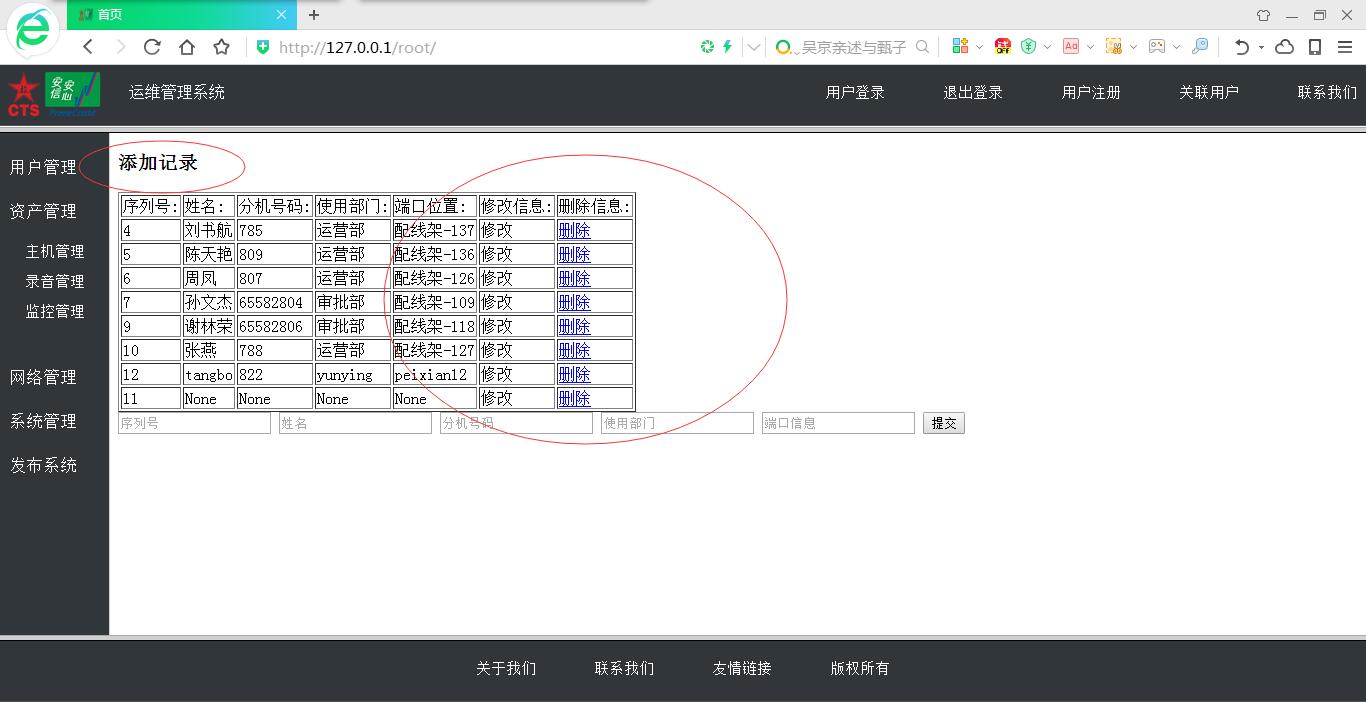 首页
http://127.0.0.1/root/
吴京亲述与甄子
安信 安心
CTS
运维管理系统 用户登录 退出登录 用户注册 关联用户 联系我们
用户管理
资产管理
主机管理
录音管理
监控管理
网络管理
系统管理
发布系统
添加记录
序列号: 姓名: 分机号码: 使用部门: 端口位置: 修改信息: 删除信息:
4 刘书航 785 运营部 配线架-137 修改 删除
5 陈天艳 809 运营部 配线架-136 修改 删除
6 周凤 807 运营部 配线架-126 修改 删除
7 孙文杰 65582804 审批部 配线架-109 修改 删除
9 谢林荣 65582806 审批部 配线架-118 修改 删除
10 张燕 788 运营部 配线架-127 修改 删除
12 tangbo 822 yunying peixian12 修改 删除
11 None None None None 修改 删除
序列号 姓名 分机号码 使用部门 端口信息 提交
关于我们 联系我们 友情链接 版权所有